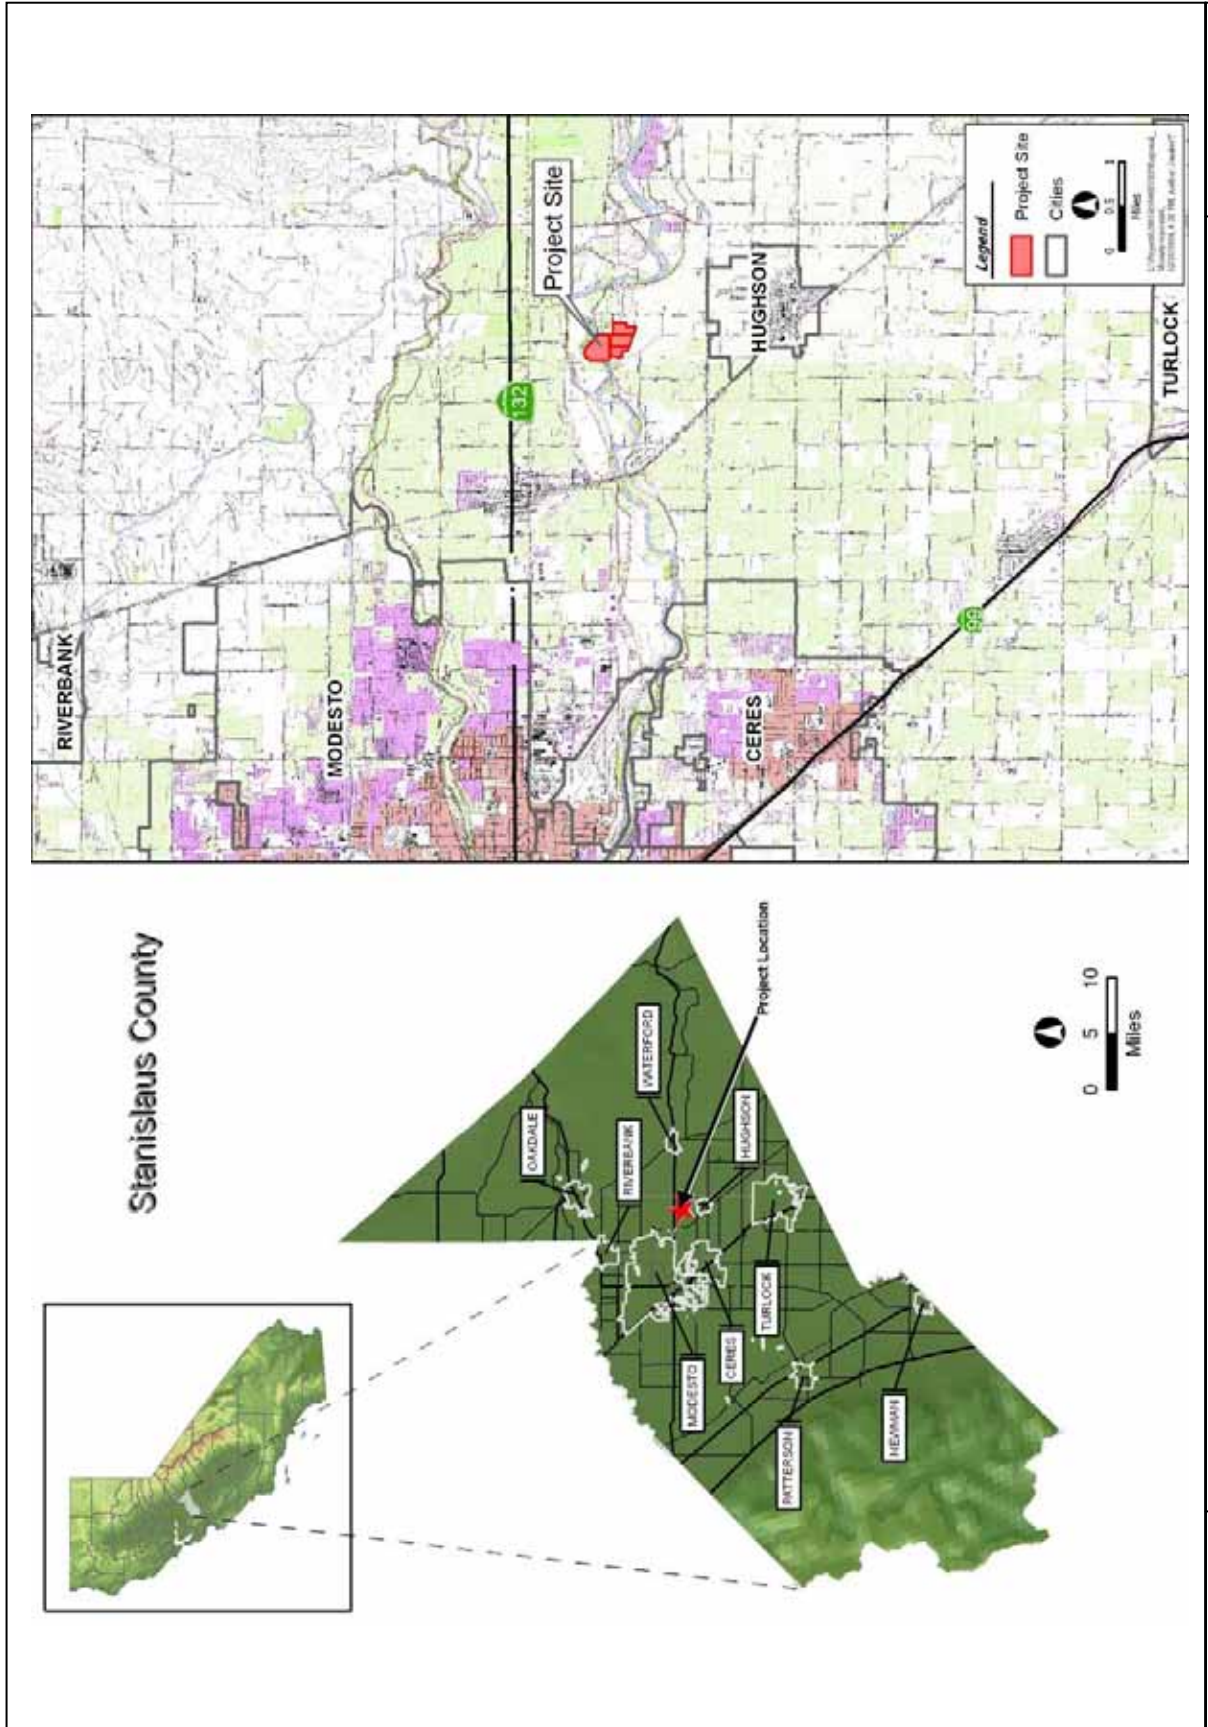 Stanislaus County
OAKDALE
RIVERBANK
WATERFORD
HUGHSON
Project Location
MODESTO
CERES
TURLOCK
PATTERSON
NEWMAN
0 5 10
Miles
RIVERBANK
MODESTO
132
Project Site
CERES
HUGHSON
99
TURLOCK
Legend
Project Site
Cities
0 0.5 1
Miles